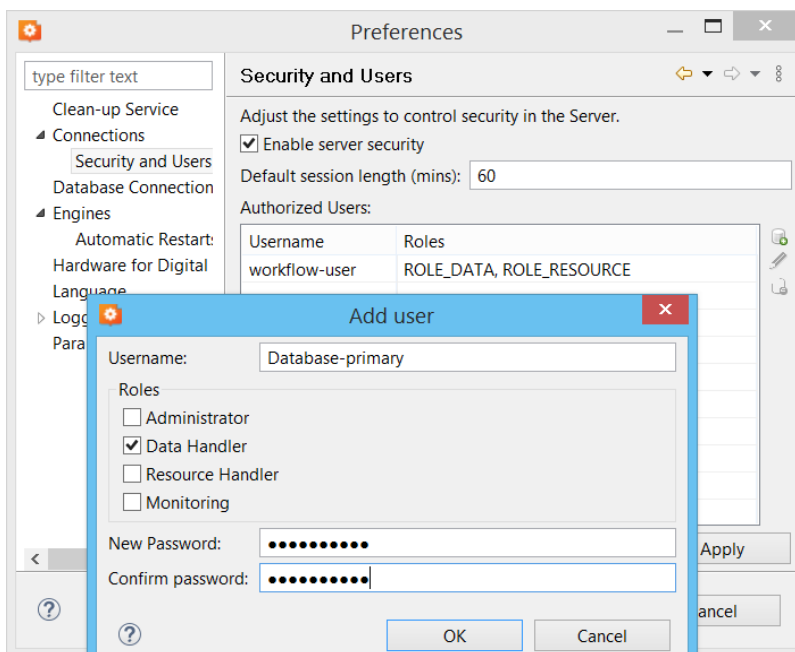 Preferences
type filter text
Security and Users
Clean-up Service
Connections
Security and Users
Database Connection
Engines
Automatic Restart
Hardware for Digital
Language
Logg
Para
Adjust the settings to control security in the Server.
Enable server security
Default session length (mins): 60
Authorized Users:
Username Roles
workflow-user ROLE_DATA, ROLE_RESOURCE
Add user
Username: Database-primary
Roles
Administrator
Data Handler
Resource Handler
Monitoring
New Password: ●●●●●●●●●●
Confirm password: ●●●●●●●●●●
OK Cancel
Apply
ancel